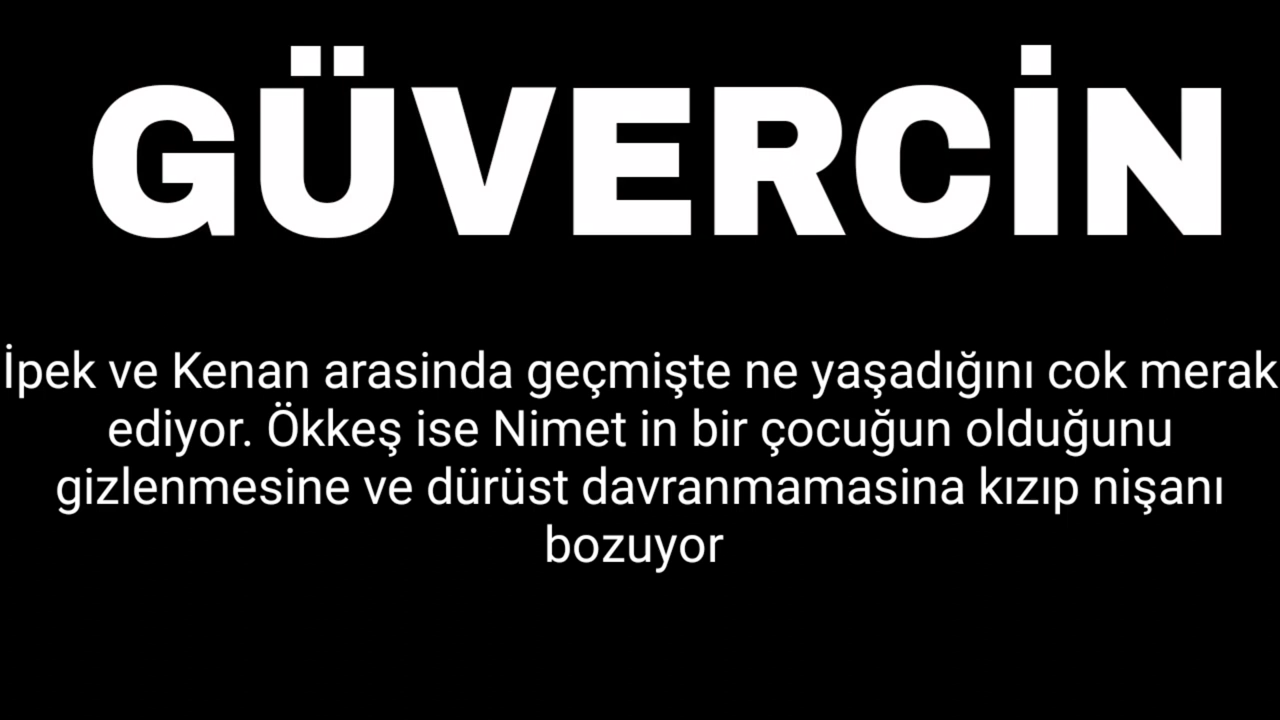 GÜVERCİN
İpek ve Kenan arasinda geçmişte ne yaşadığını cok merak
ediyor. Ökkeş ise Nimet in bir çocuğun olduğunu
gizlenmesine ve dürüst davranmamasina kızıp nişanı
bozuyor